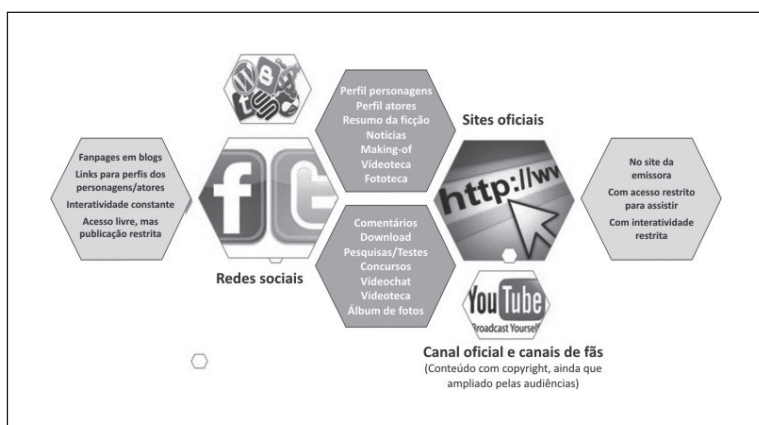 Perfil personagens
Perfil atores
Resumo da ficção
Notícias
Making-of
Vídeoteca
Fototeca
Sites oficiais
Fanpages em blogs
Links para perfis dos
personagens/atores
Interatividade constante
Acesso livre, mas
publicação restrita
f
t
http://ww
No site da
emissora
Com acesso restrito
para assistir
Com interatividade
restrita
Redes sociais
Comentários
Download
Pesquisas/Testes
Concursos
Vídeochat
Vídeoteca
Álbum de fotos
YouTube
Broadcast Yourself
Canal oficial e canais de fãs
(Conteúdo com copyright, ainda que
ampliado pelas audiências)